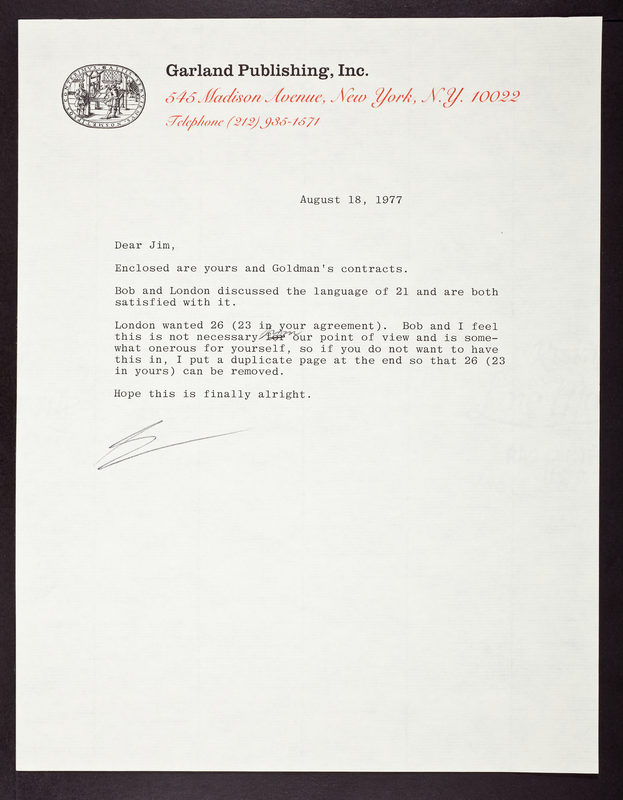 Garland Publishing, Inc.
545 Madison Avenue, New York, N.Y. 10022
Telephone (212) 935-1571
August 18, 1977
Dear Jim,
Enclosed are yours and Goldman's contracts.
Bob and London discussed the language of 21 and are both
satisfied with it.
London wanted 26 (23 in your agreement).  Bob and I feel
this is not necessary from our point of view and is some-
what onerous for yourself, so if you do not want to have
this in, I put a duplicate page at the end so that 26 (23
in yours) can be removed.
Hope this is finally alright.